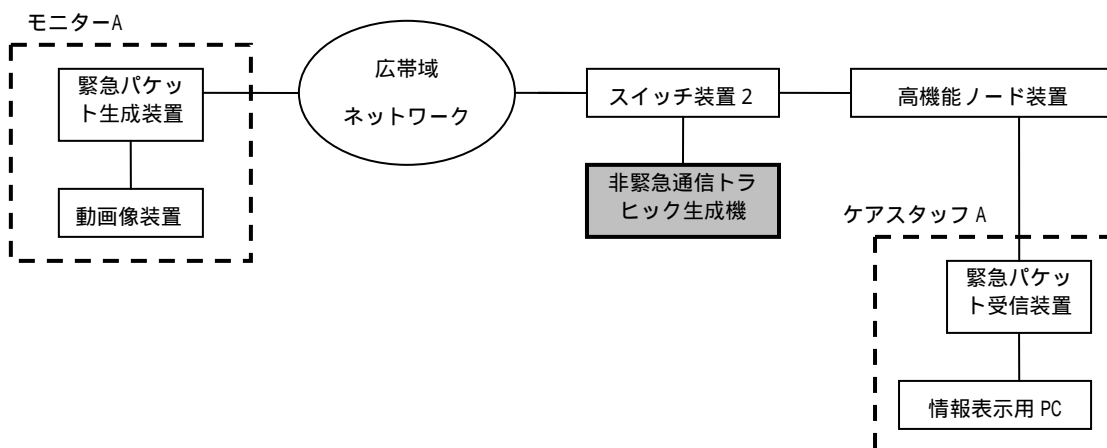 モニターA
緊急パケッ
ト生成装置
動画像装置
広帯域
ネットワーク
スイッチ装置 2
非緊急通信トラ
ヒック生成機
高機能ノード装置
ケアスタッフ A
緊急パケッ
ト受信装置
情報表示用 PC